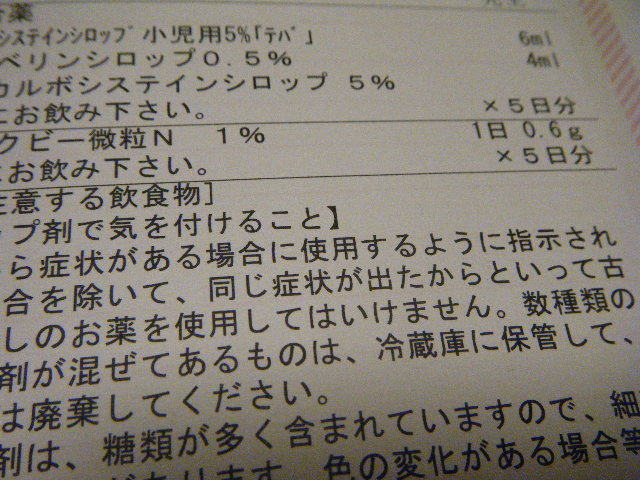 薬
システインシロップ 小児用5%「テバ」 6ml
ベリンシロップ0.5% 4ml
カルボシステインシロップ 5%
にお飲み下さい。 ×5日分
クビー微粒N 1% 1日 0.6g
にお飲み下さい。 ×5日分
注意する飲食物]
ップ剤で気を付けること】
ら症状がある場合に使用するように指示され
合を除いて、同じ症状が出たからといって古
しのお薬を使用してはいけません。数種類の
剤が混ぜてあるものは、冷蔵庫に保管して、
は廃棄してください。
剤は、糖類が多く含まれていますので、細
があります。色の変化がある場合等